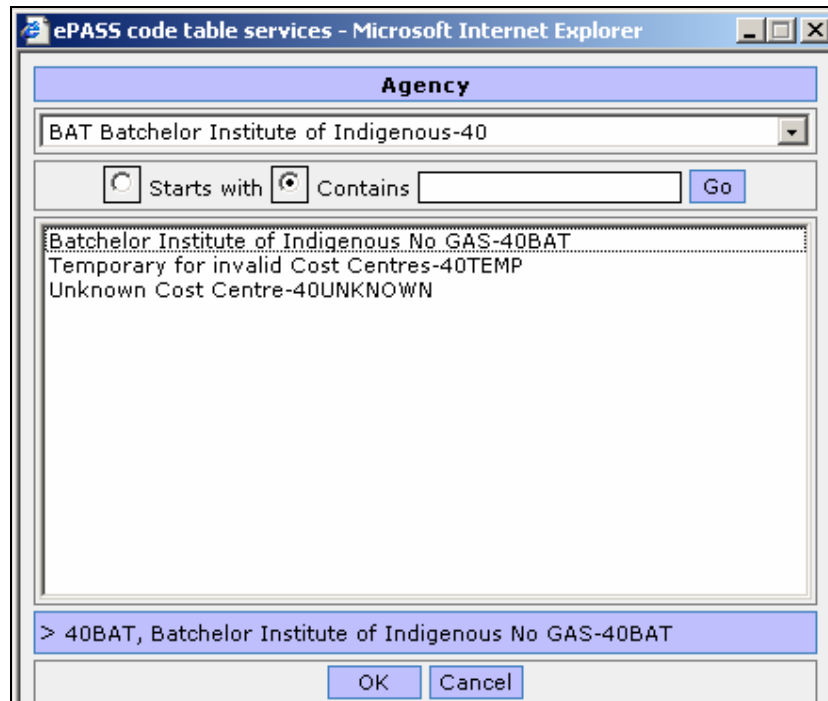 ePASS code table services - Microsoft Internet Explorer
Agency
BAT Batchelor Institute of Indigenous-40
Starts with Contains Go
Batchelor Institute of Indigenous No GAS-40BAT
Temporary for invalid Cost Centres-40TEMP
Unknown Cost Centre-40UNKNOWN
> 40BAT, Batchelor Institute of Indigenous No GAS-40BAT
OK Cancel